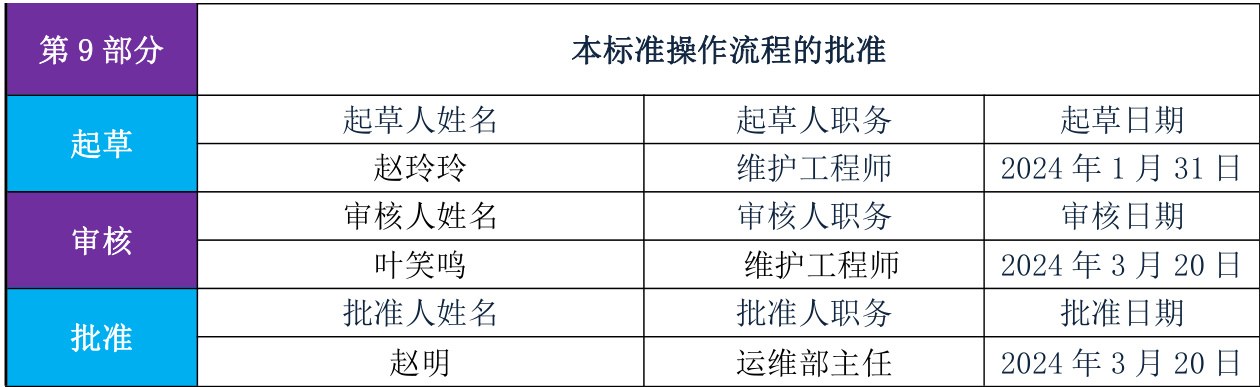 第 9 部分 本标准操作流程的批准
起草 起草人姓名 起草人职务 起草日期
赵玲玲 维护工程师 2024 年 1 月 31 日
审核 审核人姓名 审核人职务 审核日期
叶笑鸣 维护工程师 2024 年 3 月 20 日
批准 批准人姓名 批准人职务 批准日期
赵明 运维部主任 2024 年 3 月 20 日